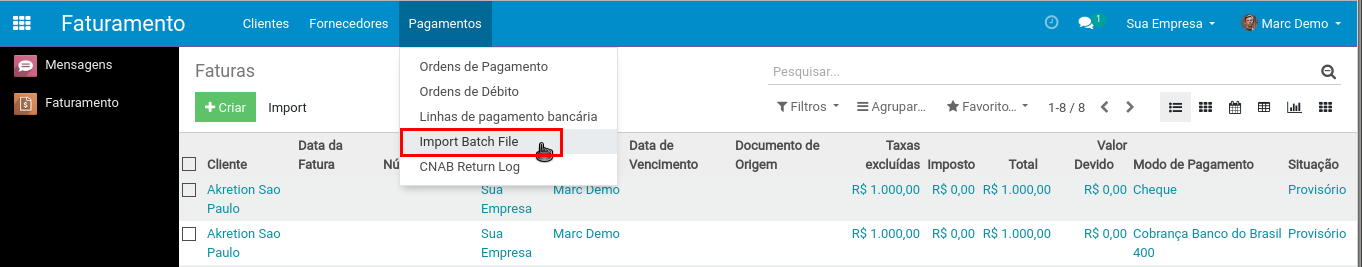 Faturamento Clientes Fornecedores Pagamentos 1 Sua Empresa Marc Demo
Mensagens
Faturamento
Ordens de Pagamento
Ordens de Débito
Linhas de pagamento bancária
Import Batch File
CNAB Return Log
Faturas Pesquisar...
+ Criar Import Filtros Agrupar... Favorito... 1-8 / 8
Data da Data de Documento de Taxas Valor
Cliente Fatura Nú Vencimento Origem excluídas Imposto Total Devido Modo de Pagamento Situação
Akretion Sao Sua Marc Demo R$ 1.000,00 R$ 0,00 R$ 1.000,00 R$ 0,00 Cheque Provisório
Paulo Empresa
Akretion Sao Sua Marc Demo R$ 1.000,00 R$ 0,00 R$ 1.000,00 R$ 0,00 Cobrança Banco do Brasil Provisório
Paulo Empresa 400